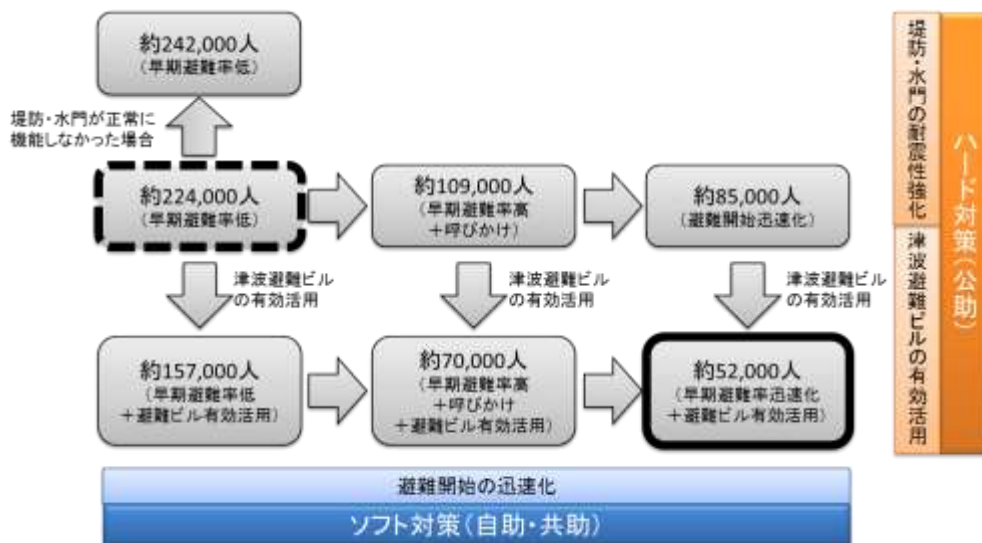 約242,000人
(早期避難率低)
堤防・水門が正常に
機能しなかった場合
約224,000人
(早期避難率低)
約109,000人
(早期避難率高
+呼びかけ)
約85,000人
(避難開始迅速化)
津波避難ビル
の有効活用
津波避難ビル
の有効活用
津波避難ビル
の有効活用
約157,000人
(早期避難率低
+避難ビル有効活用)
約70,000人
(早期避難率高
+呼びかけ
+避難ビル有効活用)
約52,000人
(早期避難率迅速化
+避難ビル有効活用)
堤防・水門の耐震性強化
津波避難ビルの有効活用
ハード対策(公助)
避難開始の迅速化
ソフト対策(自助・共助)